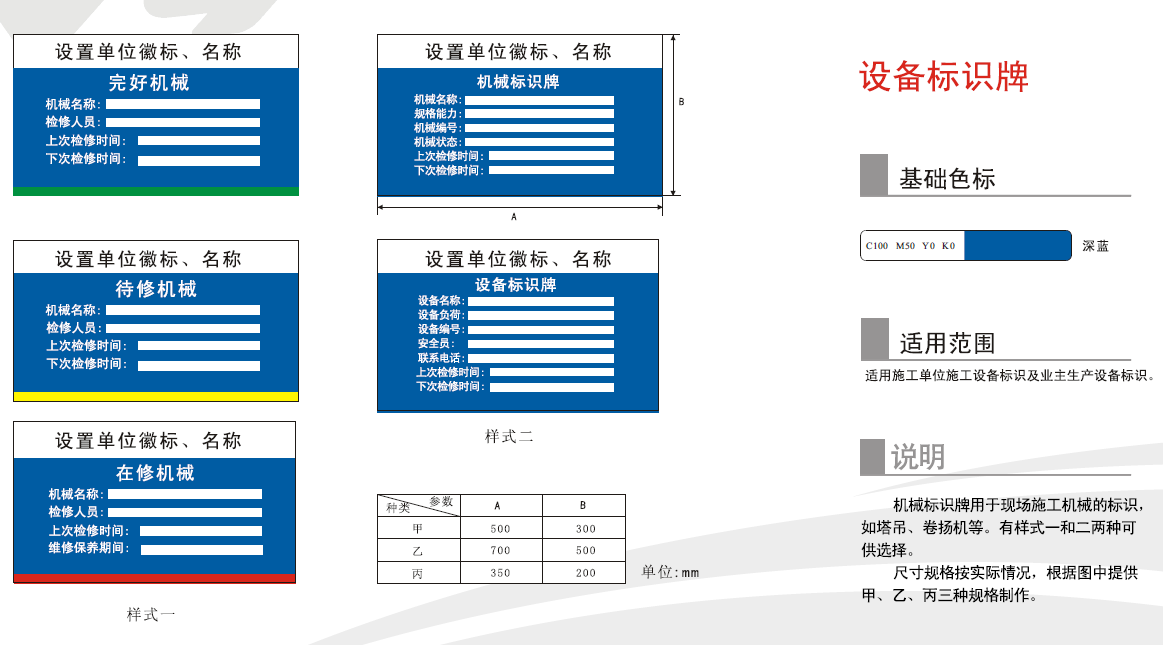 设置单位徽标、名称
完好机械
机械名称:
检修人员:
上次检修时间:
下次检修时间:
设置单位徽标、名称
待修机械
机械名称:
检修人员:
上次检修时间:
下次检修时间:
设置单位徽标、名称
在修机械
机械名称:
检修人员:
上次检修时间:
维修保养期间:
样式一
设置单位徽标、名称
机械标识牌
机械名称:
规格能力:
机械编号:
机械状态:
上次检修时间:
下次检修时间:
B
A
设置单位徽标、名称
设备标识牌
设备名称:
设备负荷:
设备编号:
安全员:
联系电话:
上次检修时间:
下次检修时间:
样式二
种类 参数 A B
甲 500 300
乙 700 500
丙 350 200
单位:mm
设备标识牌
基础色标
C100 M50 Y0 K0 深蓝
适用范围
适用施工单位施工设备标识及业主生产设备标识。
说明
机械标识牌用于现场施工机械的标识，
如塔吊、卷扬机等。有样式一和二两种可
供选择。
尺寸规格按实际情况，根据图中提供
甲、乙、丙三种规格制作。